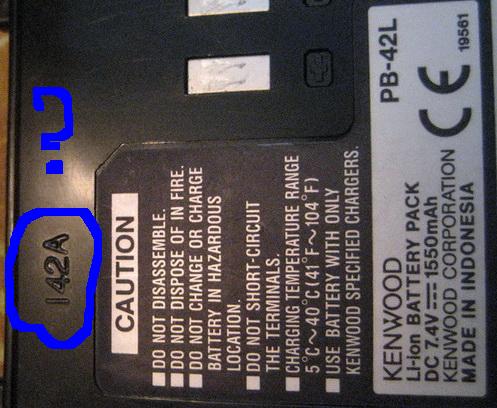 142A
CAUTION
DO NOT DISASSEMBLE.
DO NOT DISPOSE OF IN FIRE.
DO NOT CHANGE OR CHARGE
BATTERY IN HAZARDOUS
LOCATION.
DO NOT SHORT-CIRCUIT
THE TERMINALS.
CHARGING TEMPERATURE RANGE
5°C~40°C (41°F~104°F)
USE BATTERY WITH ONLY
KENWOOD SPECIFIED CHARGERS.
KENWOOD PB-42L
Li-Ion BATTERY PACK
DC 7.4V 1550mAh
KENWOOD CORPORATION CE
MADE IN INDONESIA 19561